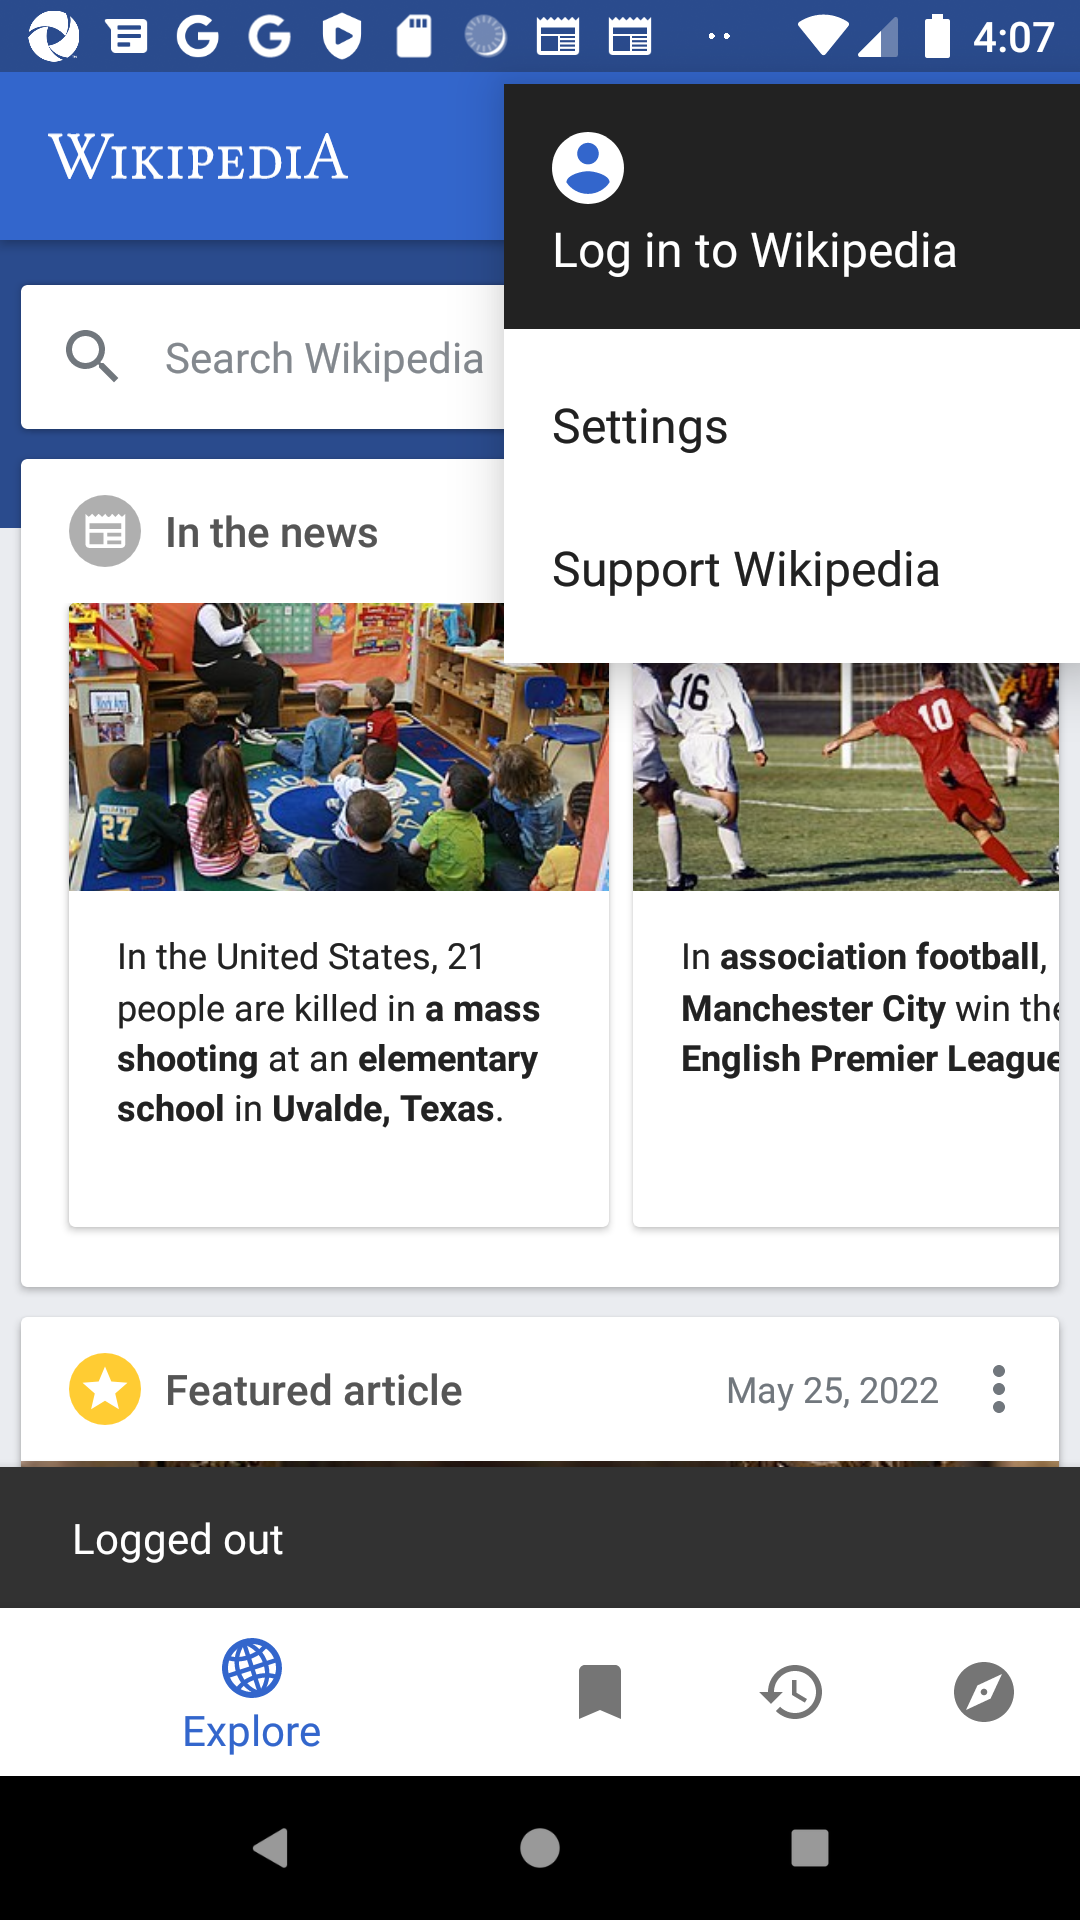 4:07
WIKIPEDIA
Log in to Wikipedia
Search Wikipedia
Settings
Support Wikipedia
In the news
16
10
27
In the United States, 21
people are killed in a mass
shooting at an elementary
school in Uvalde, Texas.
In association football,
Manchester City win the
English Premier League
Featured article
May 25, 2022
Logged out
Explore